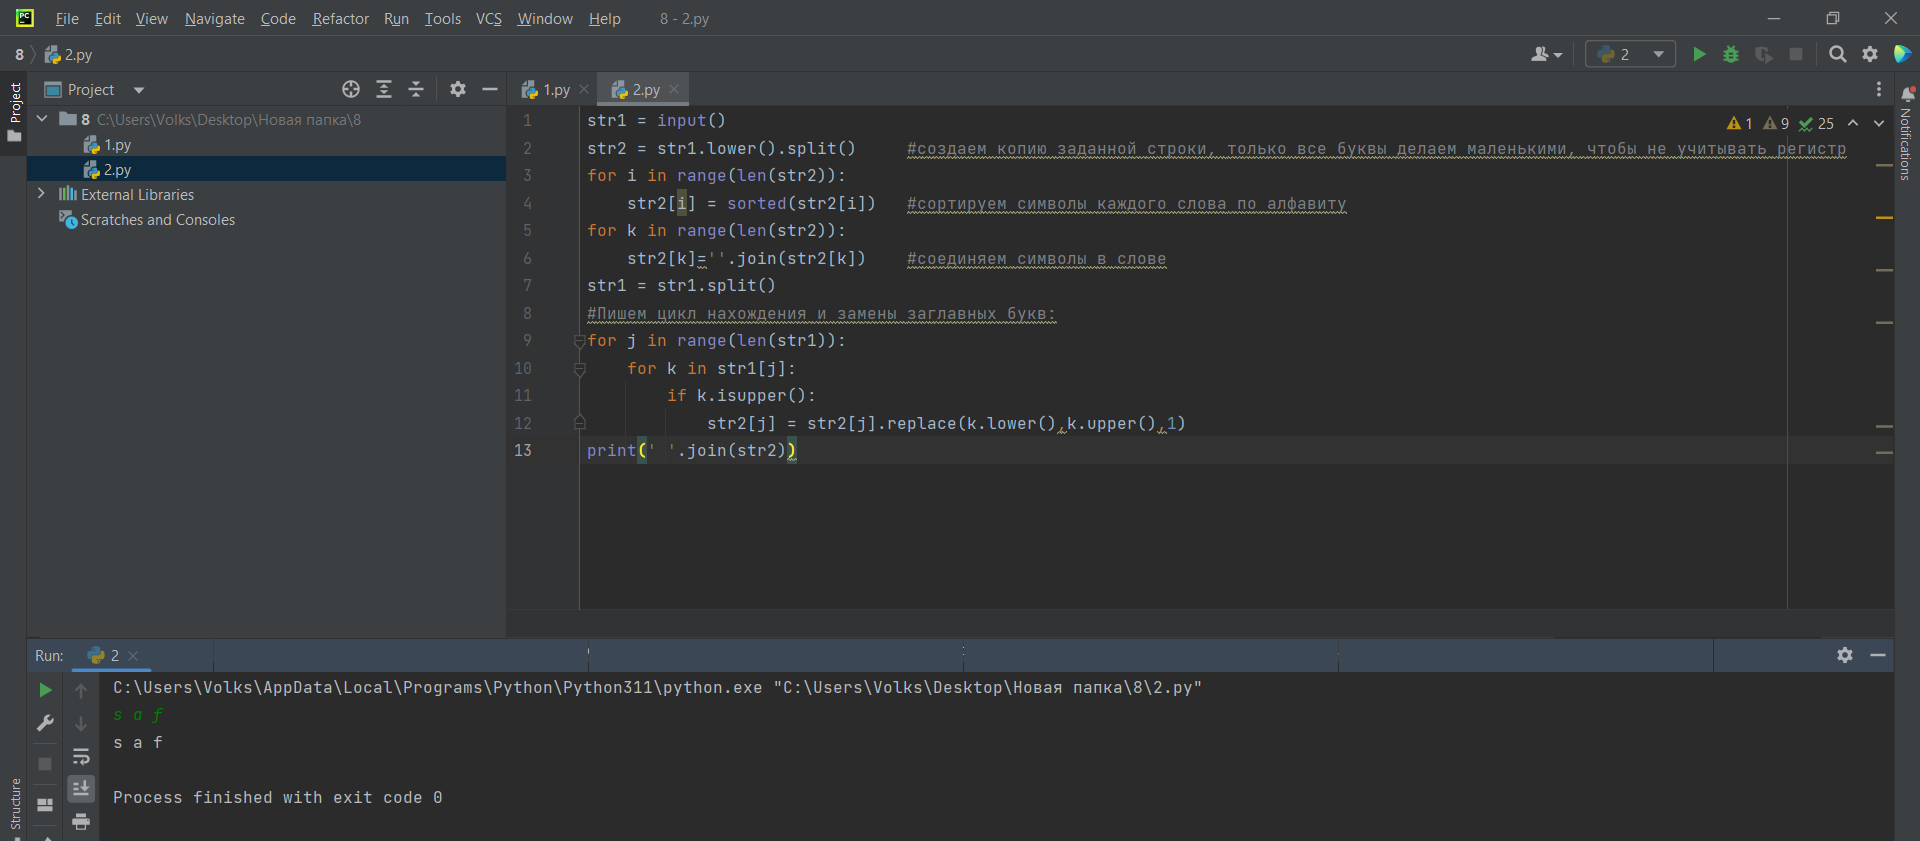 File Edit View Navigate Code Refactor Run Tools VCS Window Help 8 - 2.py
8 2.py
2
Project
Project
1.py 2.py
Notifications
8 C:\Users\Volks\Desktop\Новая папка\8
1.py
2.py
External Libraries
Scratches and Consoles
1 9 25
1 str1 = input()
2 str2 = str1.lower().split() #создаем копию заданной строки, только все буквы делаем маленькими, чтобы не учитывать регистр
3 for i in range(len(str2)):
4 str2[i] = sorted(str2[i]) #сортируем символы каждого слова по алфавиту
5 for k in range(len(str2)):
6 str2[k]=''.join(str2[k]) #соединяем символы в слове
7 str1 = str1.split()
8 #Пишем цикл нахождения и замены заглавных букв:
9 for j in range(len(str1)):
10 for k in str1[j]:
11 if k.isupper():
12 str2[j] = str2[j].replace(k.lower(),k.upper(),1)
13 print(' '.join(str2))
Run: 2
C:\Users\Volks\AppData\Local\Programs\Python\Python311\python.exe "C:\Users\Volks\Desktop\Новая папка\8\2.py"
s a f
s a f
Process finished with exit code 0
Structure